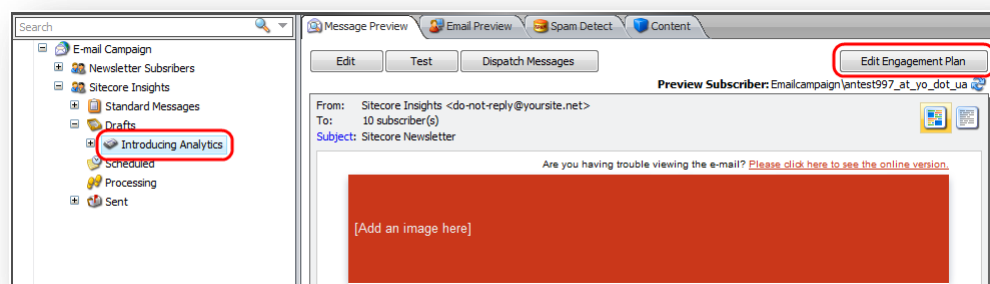 Search
E-mail Campaign
Newsletter Subsribers
Sitecore Insights
Standard Messages
Drafts
Introducing Analytics
Scheduled
Processing
Sent
Message Preview Email Preview Spam Detect Content
Edit Test Dispatch Messages Edit Engagement Plan
Preview Subscriber: Emailcampaign\antest997_at_yo_dot_ua
From: Sitecore Insights <do-not-reply@yoursite.net>
To: 10 subscriber(s)
Subject: Sitecore Newsletter
Are you having trouble viewing the e-mail? Please click here to see the online version.
[Add an image here]